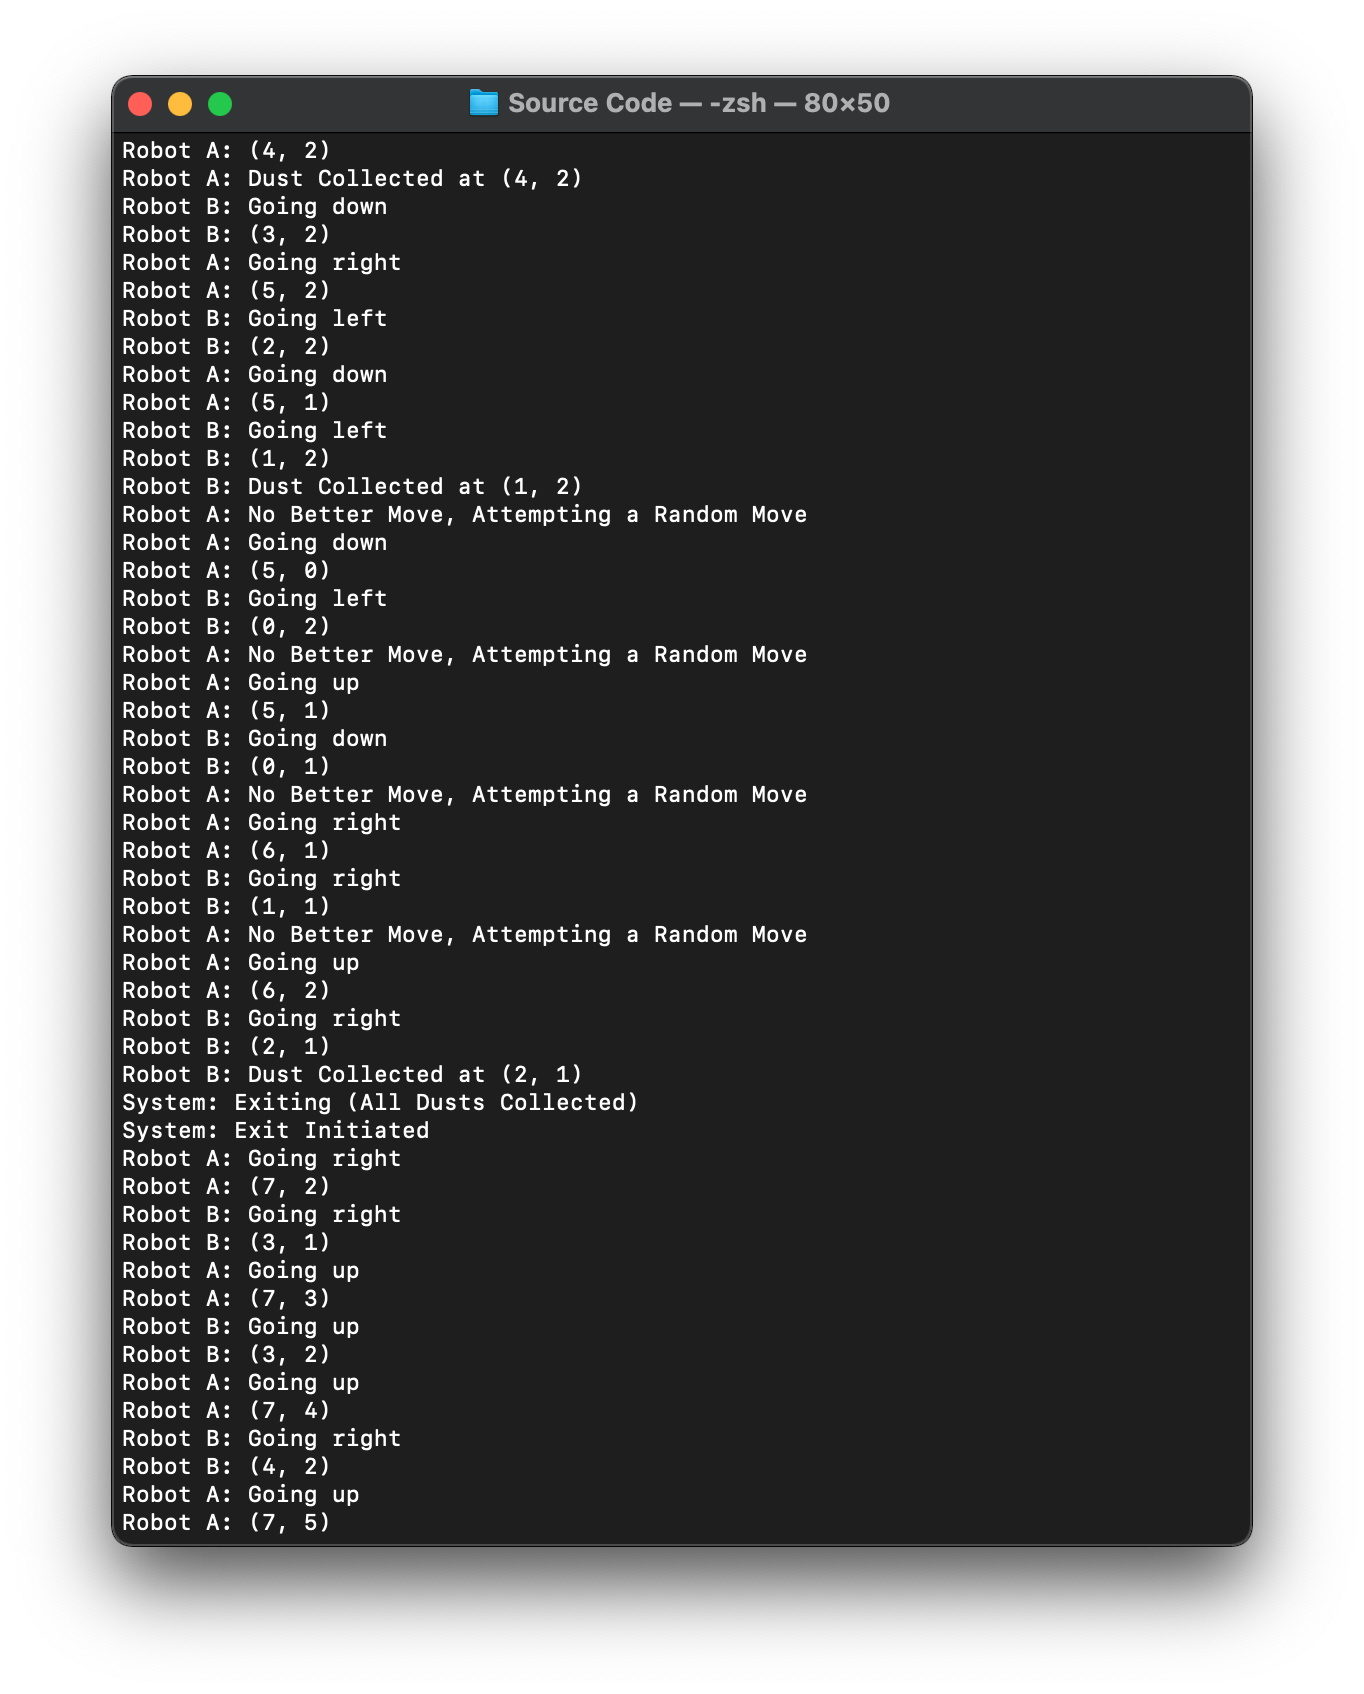 Source Code — -zsh — 80×50
Robot A: (4, 2)
Robot A: Dust Collected at (4, 2)
Robot B: Going down
Robot B: (3, 2)
Robot A: Going right
Robot A: (5, 2)
Robot B: Going left
Robot B: (2, 2)
Robot A: Going down
Robot A: (5, 1)
Robot B: Going left
Robot B: (1, 2)
Robot B: Dust Collected at (1, 2)
Robot A: No Better Move, Attempting a Random Move
Robot A: Going down
Robot A: (5, 0)
Robot B: Going left
Robot B: (0, 2)
Robot A: No Better Move, Attempting a Random Move
Robot A: Going up
Robot A: (5, 1)
Robot B: Going down
Robot B: (0, 1)
Robot A: No Better Move, Attempting a Random Move
Robot A: Going right
Robot A: (6, 1)
Robot B: Going right
Robot B: (1, 1)
Robot A: No Better Move, Attempting a Random Move
Robot A: Going up
Robot A: (6, 2)
Robot B: Going right
Robot B: (2, 1)
Robot B: Dust Collected at (2, 1)
System: Exiting (All Dusts Collected)
System: Exit Initiated
Robot A: Going right
Robot A: (7, 2)
Robot B: Going right
Robot B: (3, 1)
Robot A: Going up
Robot A: (7, 3)
Robot B: Going up
Robot B: (3, 2)
Robot A: Going up
Robot A: (7, 4)
Robot B: Going right
Robot B: (4, 2)
Robot A: Going up
Robot A: (7, 5)